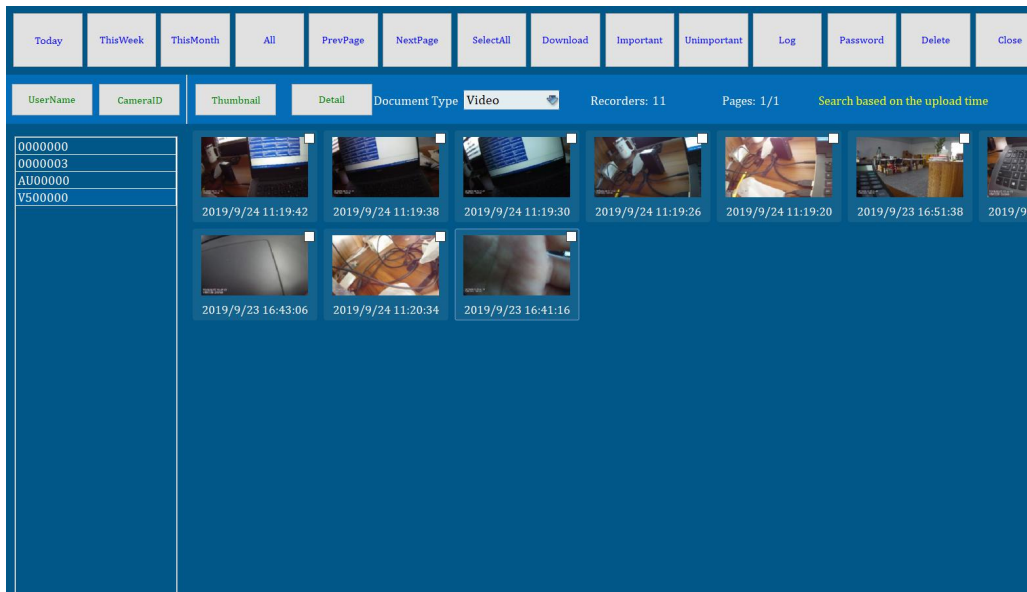 Today ThisWeek ThisMonth All PrevPage NextPage SelectAll Download Important Unimportant Log Password Delete Close
UserName CameraID Thumbnail Detail Document Type Video Recorders: 11 Pages: 1/1 Search based on the upload time
0000000
0000003
AU00000
V500000
2019/9/24 11:19:42 2019/9/24 11:19:38 2019/9/24 11:19:30 2019/9/24 11:19:26 2019/9/24 11:19:20 2019/9/23 16:51:38 2019/9
2019/9/23 16:43:06 2019/9/24 11:20:34 2019/9/23 16:41:16